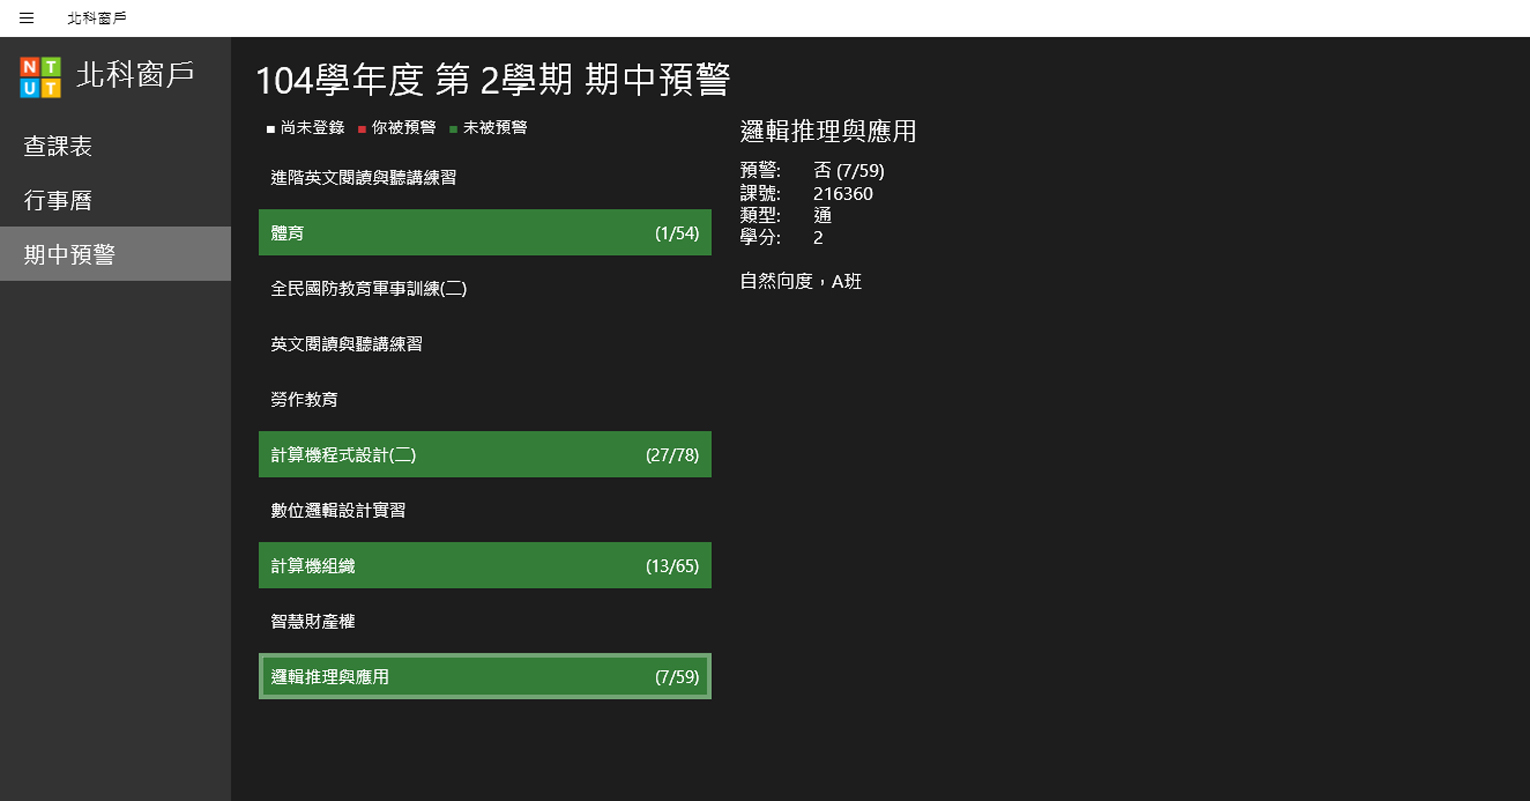 北科窗戶
NT
UT
北科窗戶
查課表
行事曆
期中預警
104學年度 第 2學期 期中預警
尚未登錄 你被預警 未被預警
進階英文閱讀與聽講練習
體育 (1/54)
全民國防教育軍事訓練(二)
英文閱讀與聽講練習
勞作教育
計算機程式設計(二) (27/78)
數位邏輯設計實習
計算機組織 (13/65)
智慧財產權
邏輯推理與應用 (7/59)
邏輯推理與應用
預警: 否 (7/59)
課號: 216360
類型: 通
學分: 2
自然向度，A班